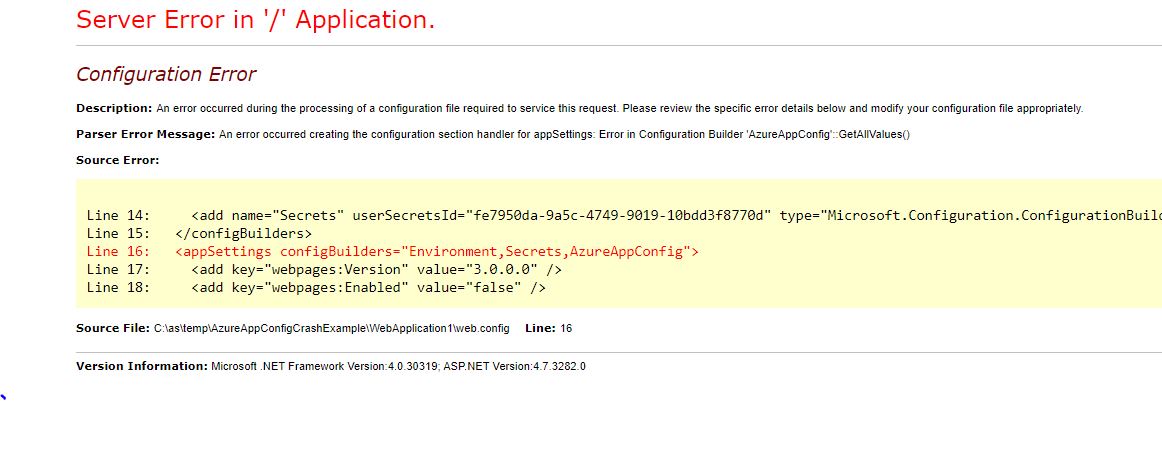 Server Error in '/' Application.
Configuration Error
Description: An error occurred during the processing of a configuration file required to service this request. Please review the specific error details below and modify your configuration file appropriately.
Parser Error Message: An error occurred creating the configuration section handler for appSettings: Error in Configuration Builder 'AzureAppConfig'::GetAllValues()
Source Error:
Line 14:     <add name="Secrets" userSecretsId="fe7950da-9a5c-4749-9019-10bdd3f8770d" type="Microsoft.Configuration.ConfigurationBuild
Line 15:   </configBuilders>
Line 16:   <appSettings configBuilders="Environment,Secrets,AzureAppConfig">
Line 17:     <add key="webpages:Version" value="3.0.0.0" />
Line 18:     <add key="webpages:Enabled" value="false" />
Source File: C:\as\temp\AzureAppConfigCrashExample\WebApplication1\web.config    Line: 16
Version Information: Microsoft .NET Framework Version:4.0.30319; ASP.NET Version:4.7.3282.0